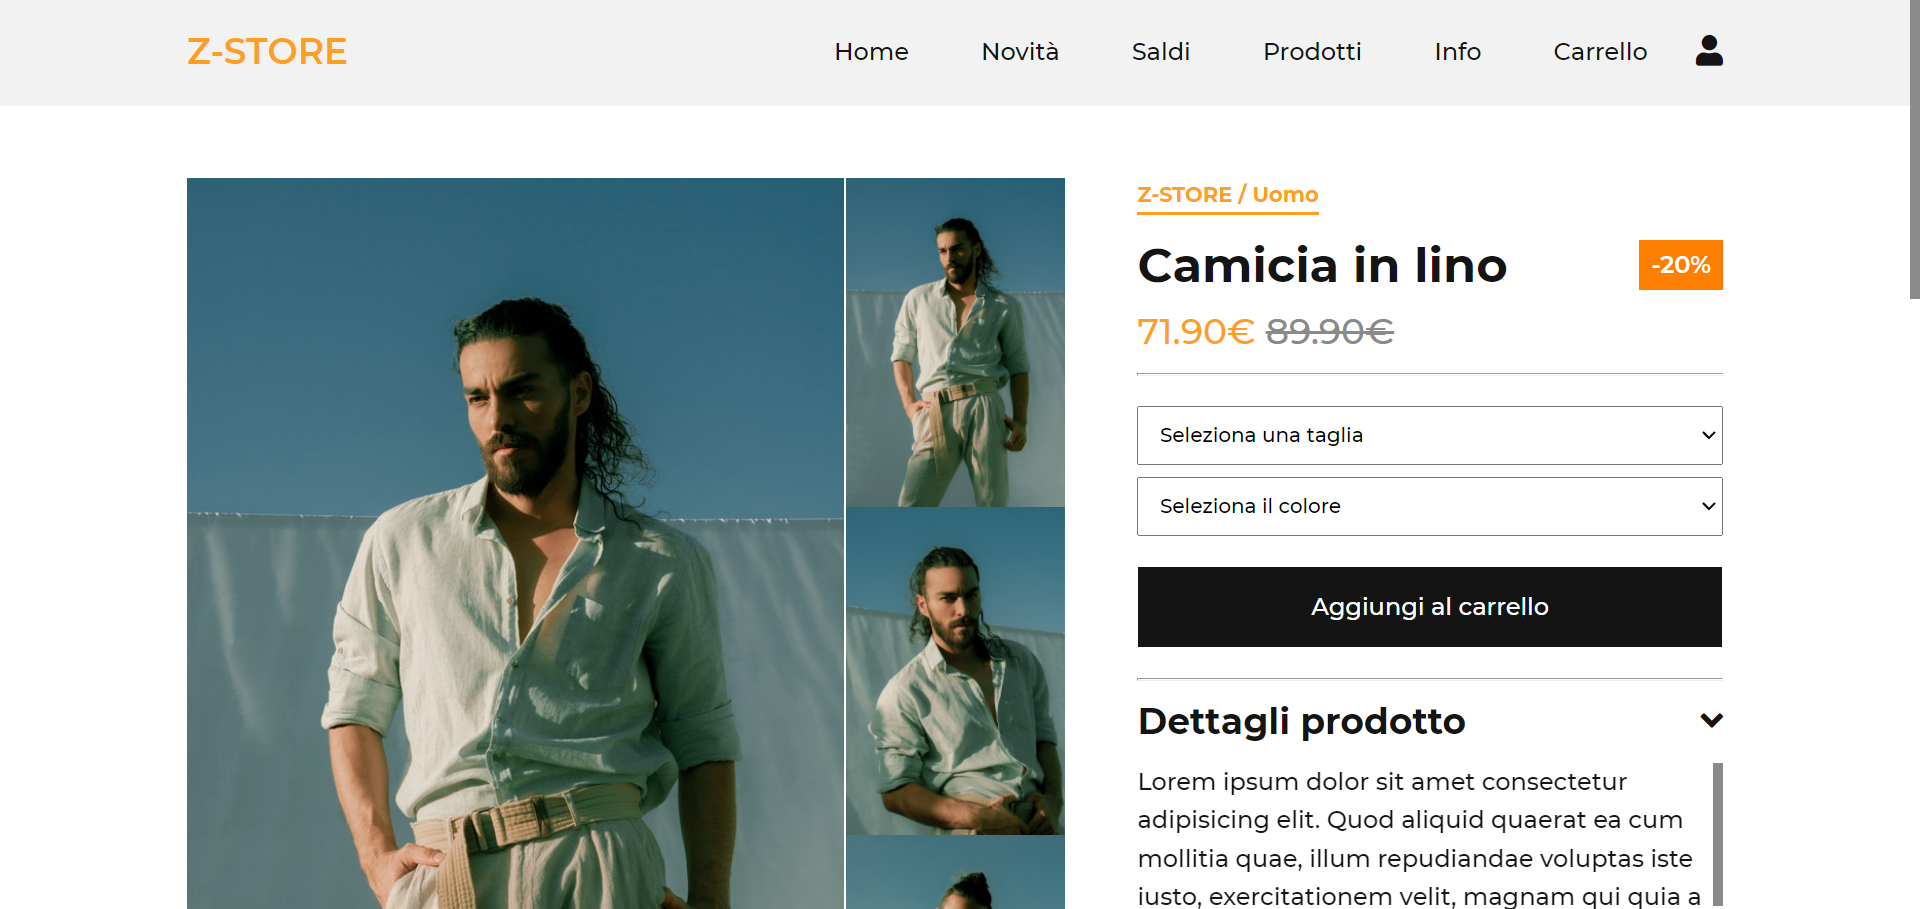 Z-STORE
Home
Novità
Saldi
Prodotti
Info
Carrello
Z-STORE / Uomo
Camicia in lino
-20%
71.90€ 89.90€
Seleziona una taglia
Seleziona il colore
Aggiungi al carrello
Dettagli prodotto
Lorem ipsum dolor sit amet consectetur
adipisicing elit. Quod aliquid quaerat ea cum
mollitia quae, illum repudiandae voluptas iste
iusto, exercitationem velit, magnam qui quia a